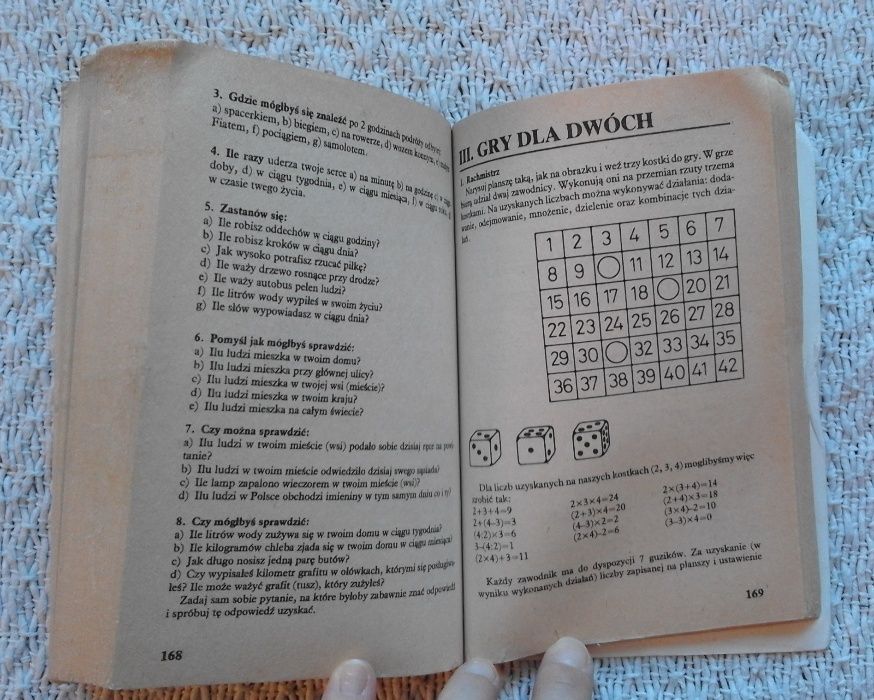 3. Gdzie mógłbyś się znaleźć po 2 godzinach podróży odbytej:
a) spacerkiem, b) biegiem, c) na rowerze, d) wozem konnym, e)
Fiatem, f) pociągiem, g) samolotem.
4. Ile razy uderza twoje serce a) na minutę b) na godzinę c) w ciągu
doby, d) w ciągu tygodnia, e) w ciągu miesiąca, f) w ciągu roku,
w czasie twego życia.
5. Zastanów się:
a) Ile robisz oddechów w ciągu godziny?
b) Ile robisz kroków w ciągu dnia?
c) Jak wysoko potrafisz rzucać piłkę?
d) Ile waży drzewo rosnące przy drodze?
e) Ile waży autobus pełen ludzi?
f) Ile litrów wody wypiłeś w swoim życiu?
g) Ile słów wypowiadasz w ciągu dnia?
6. Pomyśl jak mógłbyś sprawdzić:
a) Ilu ludzi mieszka w twoim domu?
b) Ilu ludzi mieszka przy głównej ulicy?
c) Ilu ludzi mieszka w twojej wsi (mieście)?
d) Ilu ludzi mieszka w twoim kraju?
e) Ilu ludzi mieszka na całym świecie?
7. Czy można sprawdzić:
a) Ilu ludzi w twoim mieście (wsi) podało sobie dzisiaj ręce na powi-
tanie?
b) Ilu ludzi w twoim mieście odwiedziło dzisiaj swego sąsiada?
c) Ile lamp zapalono wieczorem w twoim mieście (wsi)?
d) Ilu ludzi w Polsce obchodzi imieniny w tym samym dniu co i ty?
8. Czy mógłbyś sprawdzić:
a) Ile litrów wody zużywa się w twoim domu w ciągu tygodnia?
b) Ile kilogramów chleba zjada się w twoim domu w ciągu miesiąca?
c) Jak długo nosisz jedną parę butów?
d) Czy wypisałeś kilometr grafitu w ołówkach, którymi się posługiwa-
łeś? Ile może ważyć grafit (tusz), który zużyłeś?
Zadaj sam sobie pytanie, na które byłoby zabawnie znać odpowiedź
i spróbuj tę odpowiedź uzyskać.
168
III. GRY DLA DWÓCH
1. Rachmistrz
Narysuj planszę taką, jak na obrazku i weź trzy kostki do gry. W grze
biorą udział dwaj zawodnicy. Wykonują oni na przemian rzuty trzema
kostkami. Na uzyskanych liczbach można wykonywać działania: doda-
wanie, odejmowanie, mnożenie, dzielenie oraz kombinacje tych dzia-
łań.
1 2 3 4 5 6 7
8 9 11 12 13 14
15 16 17 18 20 21
22 23 24 25 26 27 28
29 30 32 33 34 35
36 37 38 39 40 41 42
Dla liczb uzyskanych na naszych kostkach (2, 3, 4) moglibyśmy więc
zrobić tak:
2+3+4=9 2×3×4=24 2×(3+4)=14
2+(4–3)=3 (2+3)×4=20 (2+4)×3=18
(4:2)×3=6 (4–3)×2=2 (3×4)–2=10
3–(4:2)=1 (2×4)–2=6 (3–3)×4=0
(2×4)+3=11
Każdy zawodnik ma do dyspozycji 7 guzików. Za uzyskanie (w
wyniku wykonanych działań) liczby zapisanej na planszy i ustawienie
169